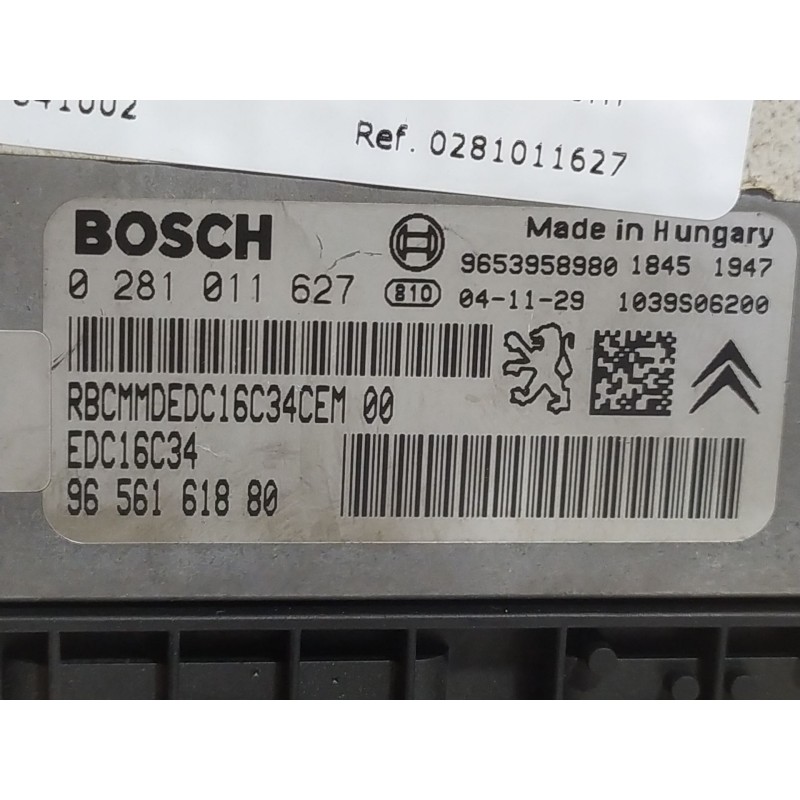 41002
Ref. 0281011627
BOSCH
Made in Hungary
9653958980 1845 1947
0 281 011 627 810 04-11-29 1039S06200
RBCMMDEDC16C34CEM 00
EDC16C34
96 561 618 80